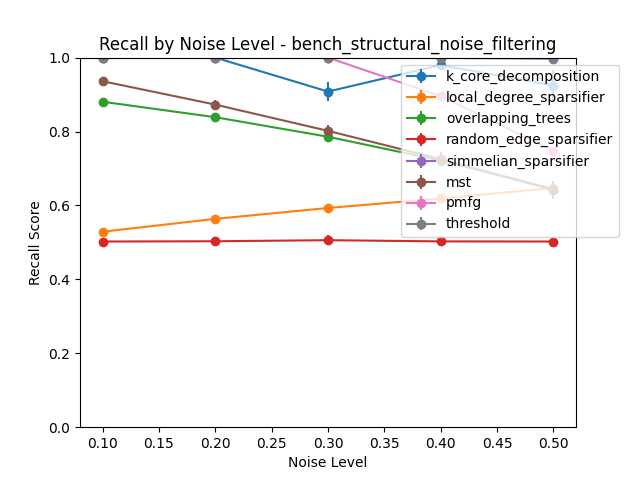 Recall by Noise Level - bench_structural_noise_filtering
1.0
0.8
0.6
0.4
0.2
0.0
Recall Score
k_core_decomposition
local_degree_sparsifier
overlapping_trees
random_edge_sparsifier
simmelian_sparsifier
mst
pmfg
threshold
0.10 0.15 0.20 0.25 0.30 0.35 0.40 0.45 0.50
Noise Level